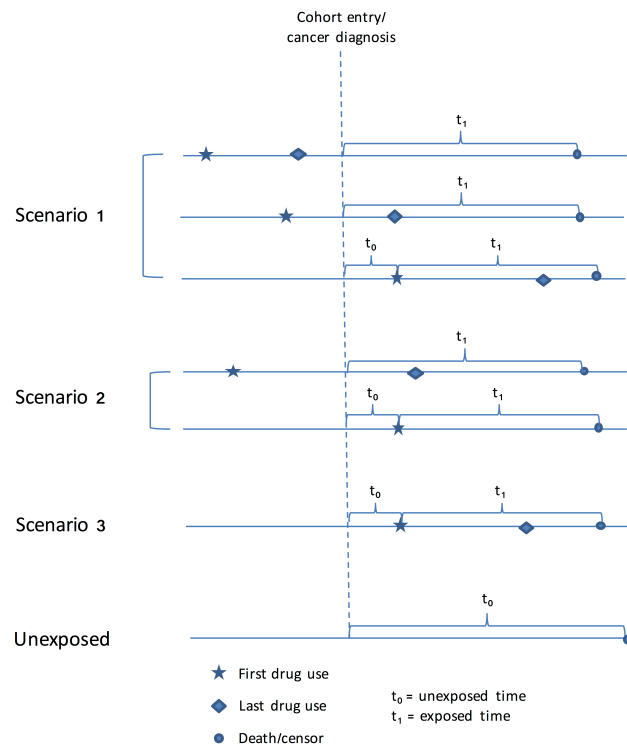 Cohort entry/
cancer diagnosis
t₁
t₁
Scenario 1
t₀ t₁
t₁
Scenario 2
t₀ t₁
t₀ t₁
Scenario 3
t₀
Unexposed
First drug use
Last drug use
Death/censor
t₀ = unexposed time
t₁ = exposed time